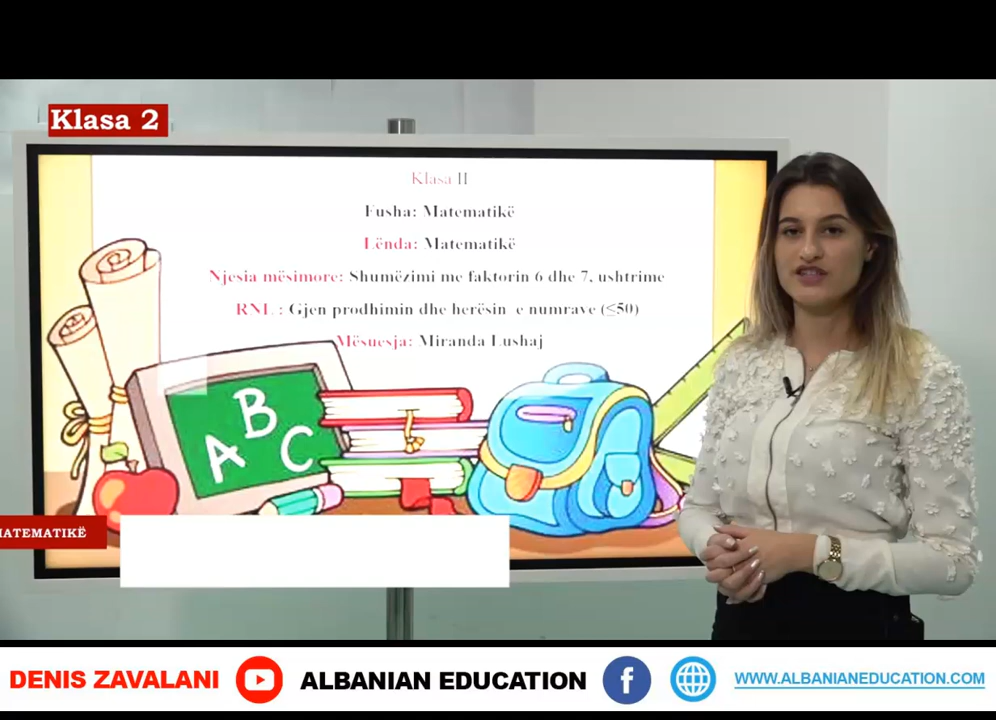 Klasa 2
Klasa II
Fusha: Matematikë
Lënda: Matematikë
Njesia mësimore: Shumëzimi me faktorin 6 dhe 7, ushtrime
RNL : Gjen prodhimin dhe herësin e numrave (≤50)
Mësuesja: Miranda Lushaj
A B C
MATEMATIKË
DENIS ZAVALANI ALBANIAN EDUCATION f WWW.ALBANIANEDUCATION.COM